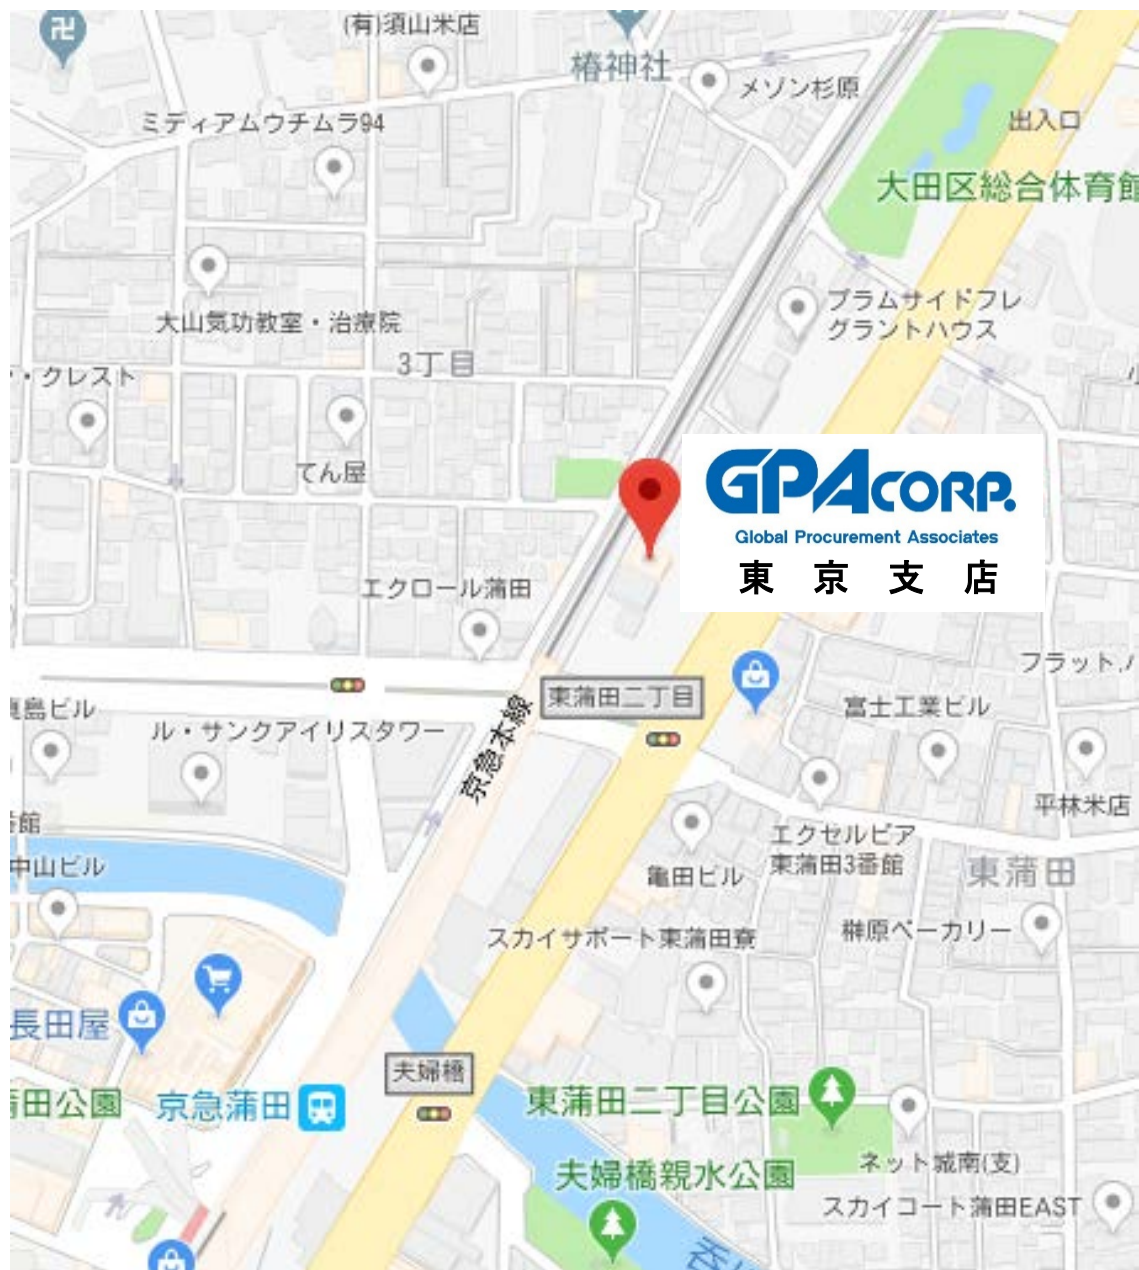 (有)須山米店
椿神社
メゾン杉原
ミディアムウチムラ94
出入口
大田区総合体育館
プラムサイドフレ
グラントハウス
大山気功教室・治療院
3丁目
・クレスト
てん屋
GPA CORP.
Global Procurement Associates
東京支店
エクロール蒲田
フラット
東蒲田二丁目
富士工業ビル
島ビル
ル・サンクアイリスタワー
京急本線
平林米店
館
エクセルピア
東蒲田3番館
中山ビル
亀田ビル
東蒲田
スカイサポート東蒲田寮
榊原ベーカリー
長田屋
夫婦橋
田公園
京急蒲田
東蒲田二丁目公園
ネット城南(支)
夫婦橋親水公園
スカイコート蒲田EAST
呑